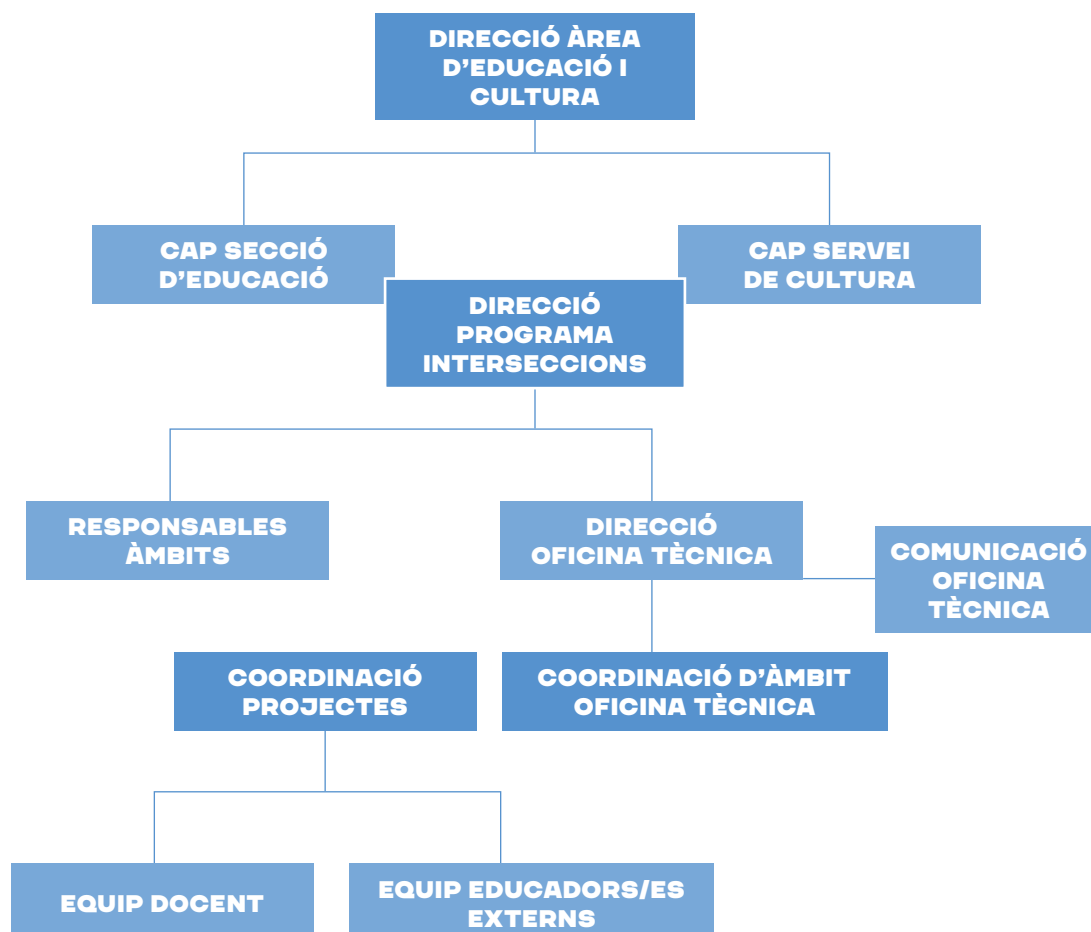 DIRECCIÓ ÀREA
D'EDUCACIÓ I
CULTURA
CAP SECCIÓ
D'EDUCACIÓ
CAP SERVEI
DE CULTURA
DIRECCIÓ
PROGRAMA
INTERSECCIONS
RESPONSABLES
ÀMBITS
DIRECCIÓ
OFICINA TÈCNICA
COMUNICACIÓ
OFICINA
TÈCNICA
COORDINACIÓ
PROJECTES
COORDINACIÓ D'ÀMBIT
OFICINA TÈCNICA
EQUIP DOCENT
EQUIP EDUCADORS/ES
EXTERNS